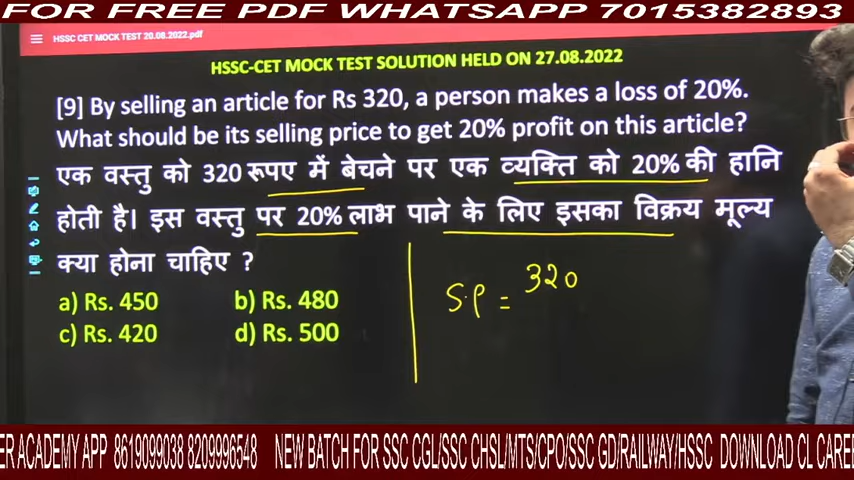 FOR FREE PDF WHATSAPP 7015382893
HSSC CET MOCK TEST 20.08.2022.pdf
HSSC-CET MOCK TEST SOLUTION HELD ON 27.08.2022
[9] By selling an article for Rs 320, a person makes a loss of 20%.
What should be its selling price to get 20% profit on this article?
एक वस्तु को 320 रूपए में बेचने पर एक व्यक्ति को 20% की हानि
होती है। इस वस्तु पर 20% लाभ पाने के लिए इसका विक्रय मूल्य
क्या होना चाहिए ?
a) Rs. 450 b) Rs. 480
c) Rs. 420 d) Rs. 500
S.P = 320
ER ACADEMY APP 8619099038 8209996548 NEW BATCH FOR SSC CGL/SSC CHSL/MTS/CPO/SSC GD/RAILWAY/HSSC DOWNLOAD CL CAREE